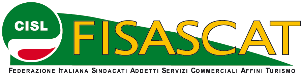 CISL
FISASCAT
Federazione Italiana Sindacati Addetti Servizi Commerciali Affini Turismo